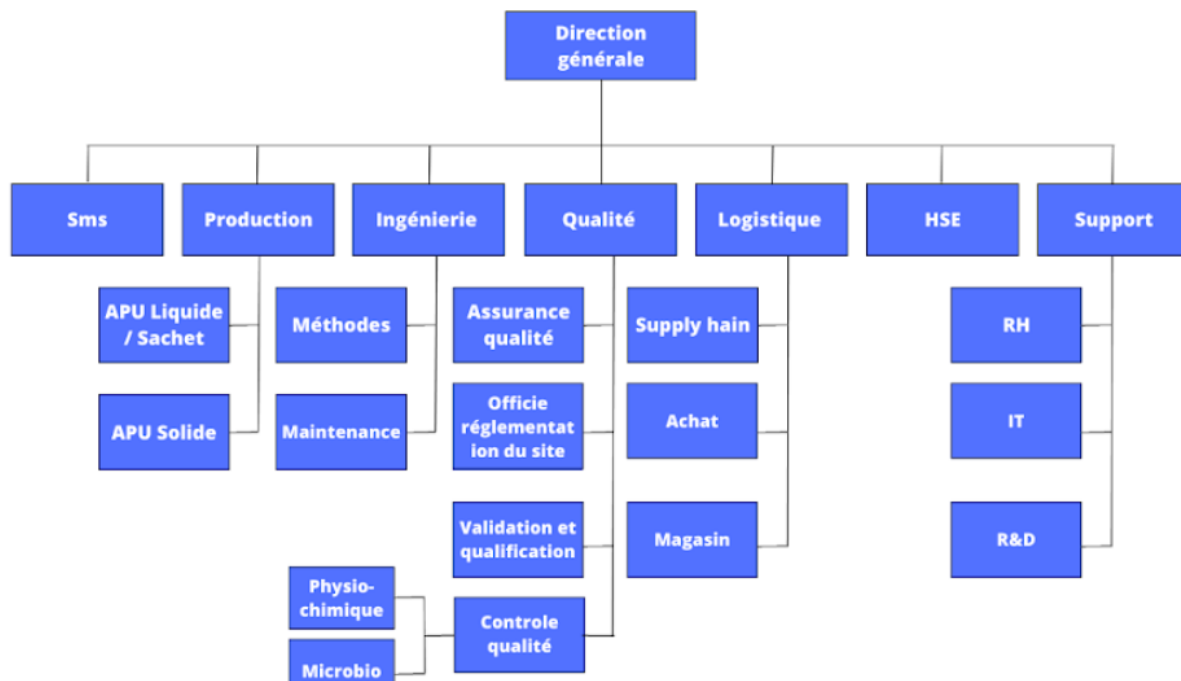 Direction
générale
Sms
Production
Ingénierie
Qualité
Logistique
HSE
Support
APU Liquide
/ Sachet
Méthodes
Assurance
qualité
Supply hain
RH
APU Solide
Maintenance
Officie
réglementat
ion du site
Achat
IT
Validation et
qualification
Magasin
R&D
Physio-
chimique
Controle
qualité
Microbio